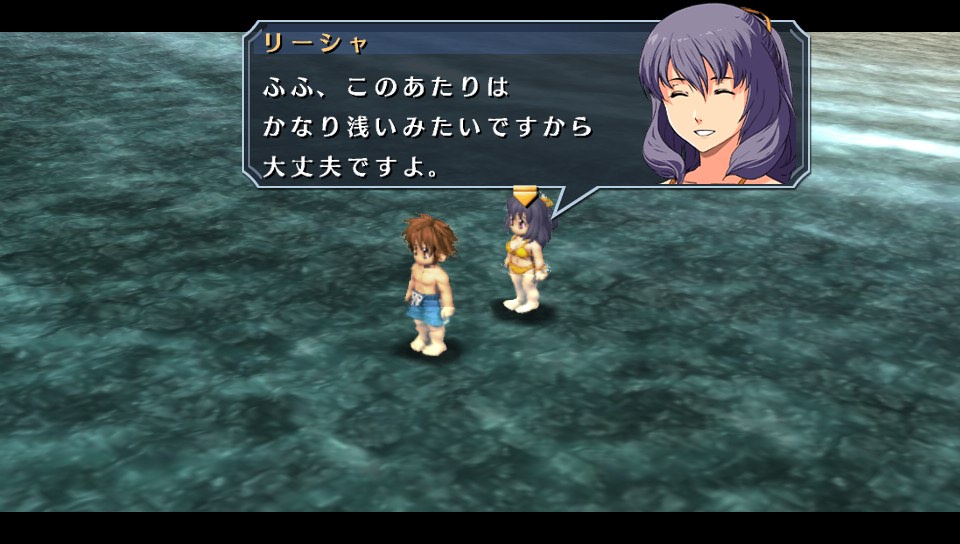 リーシャ
ふふ、このあたりは
かなり浅いみたいですから
大丈夫ですよ。